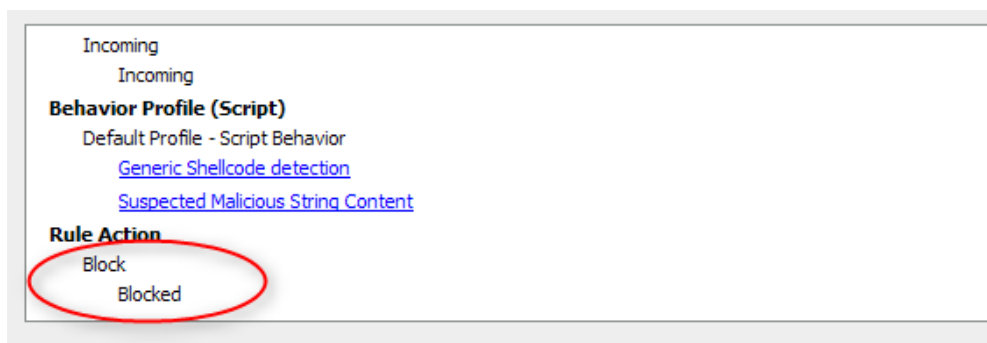 Incoming
Incoming
Behavior Profile (Script)
Default Profile - Script Behavior
Generic Shellcode detection
Suspected Malicious String Content
Rule Action
Block
Blocked